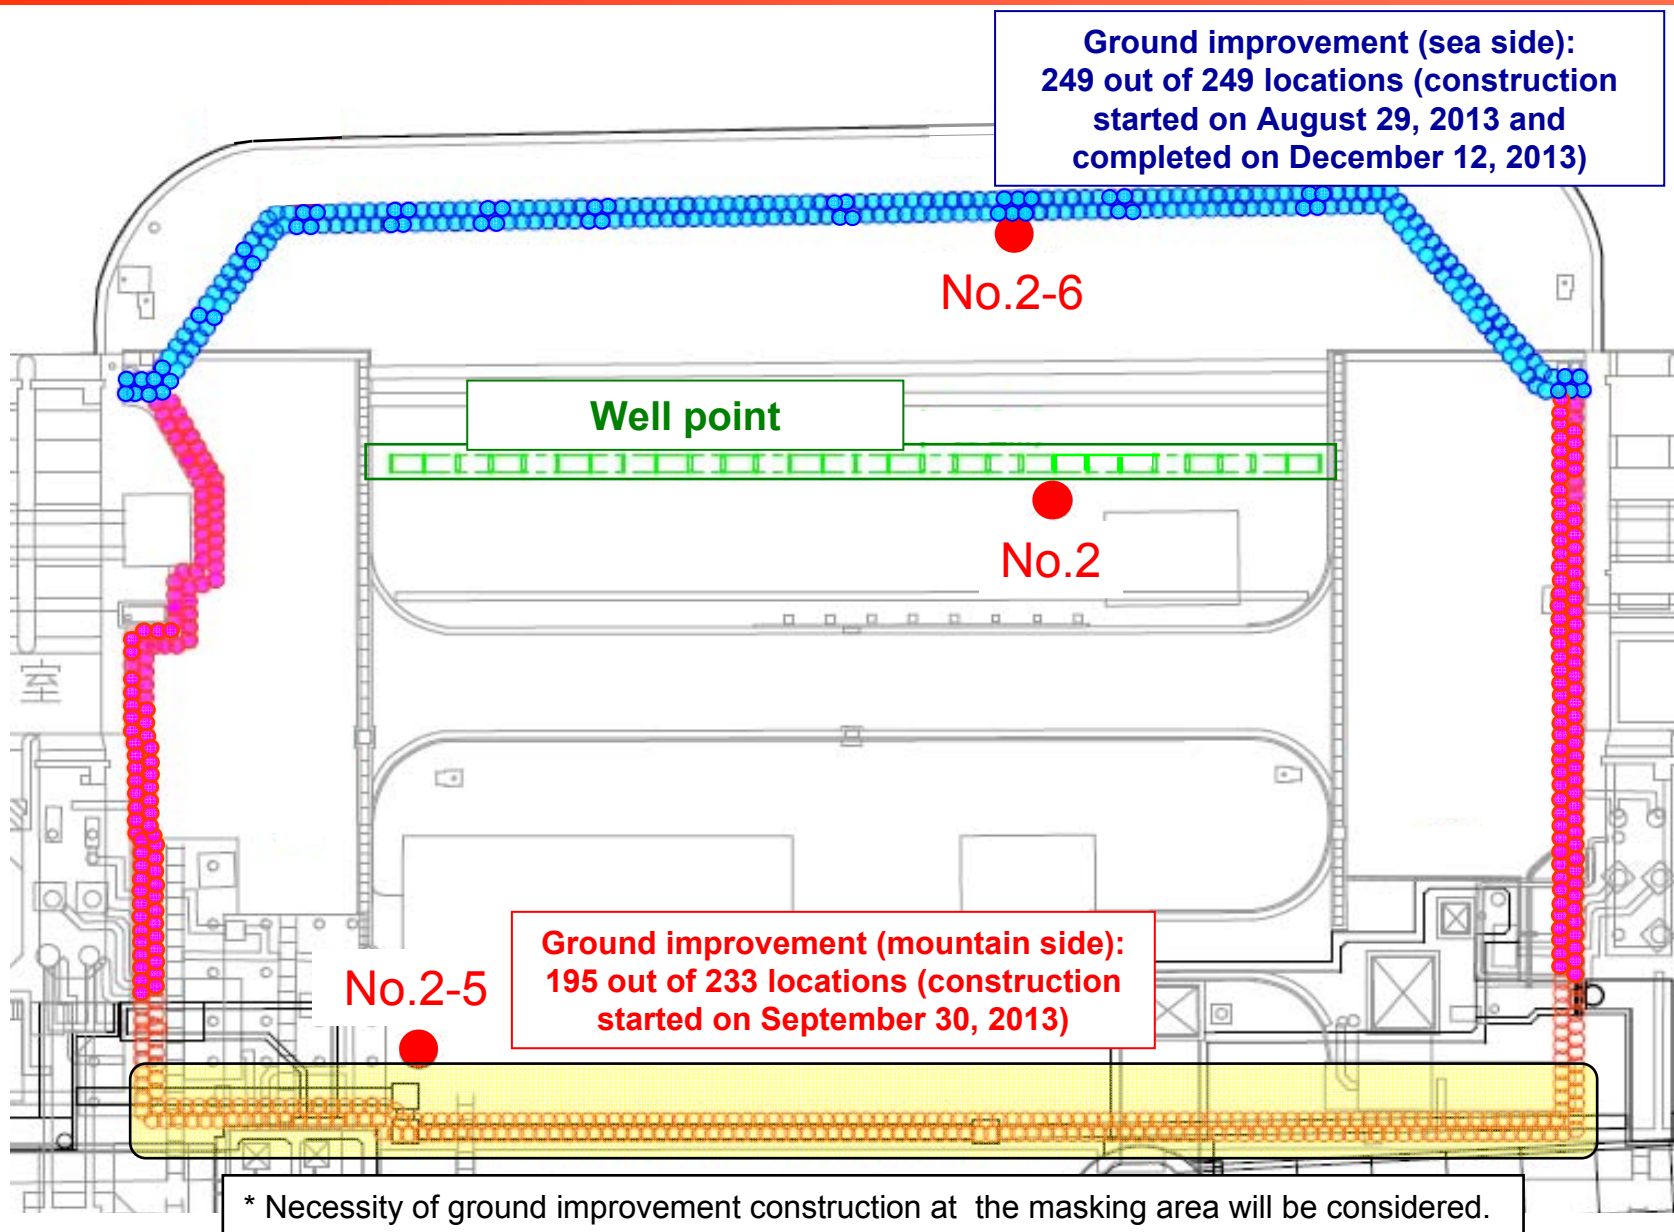 Ground improvement (sea side):
249 out of 249 locations (construction
started on August 29, 2013 and
completed on December 12, 2013)
No.2-6
Well point
No.2
室
Ground improvement (mountain side):
195 out of 233 locations (construction
started on September 30, 2013)
No.2-5
* Necessity of ground improvement construction at  the masking area will be considered.